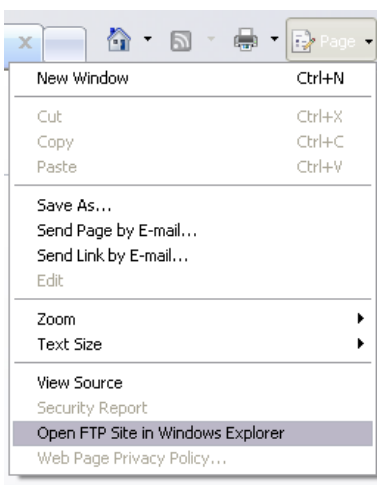 Page
New Window Ctrl+N
Cut Ctrl+X
Copy Ctrl+C
Paste Ctrl+V
Save As...
Send Page by E-mail...
Send Link by E-mail...
Edit
Zoom
Text Size
View Source
Security Report
Open FTP Site in Windows Explorer
Web Page Privacy Policy...